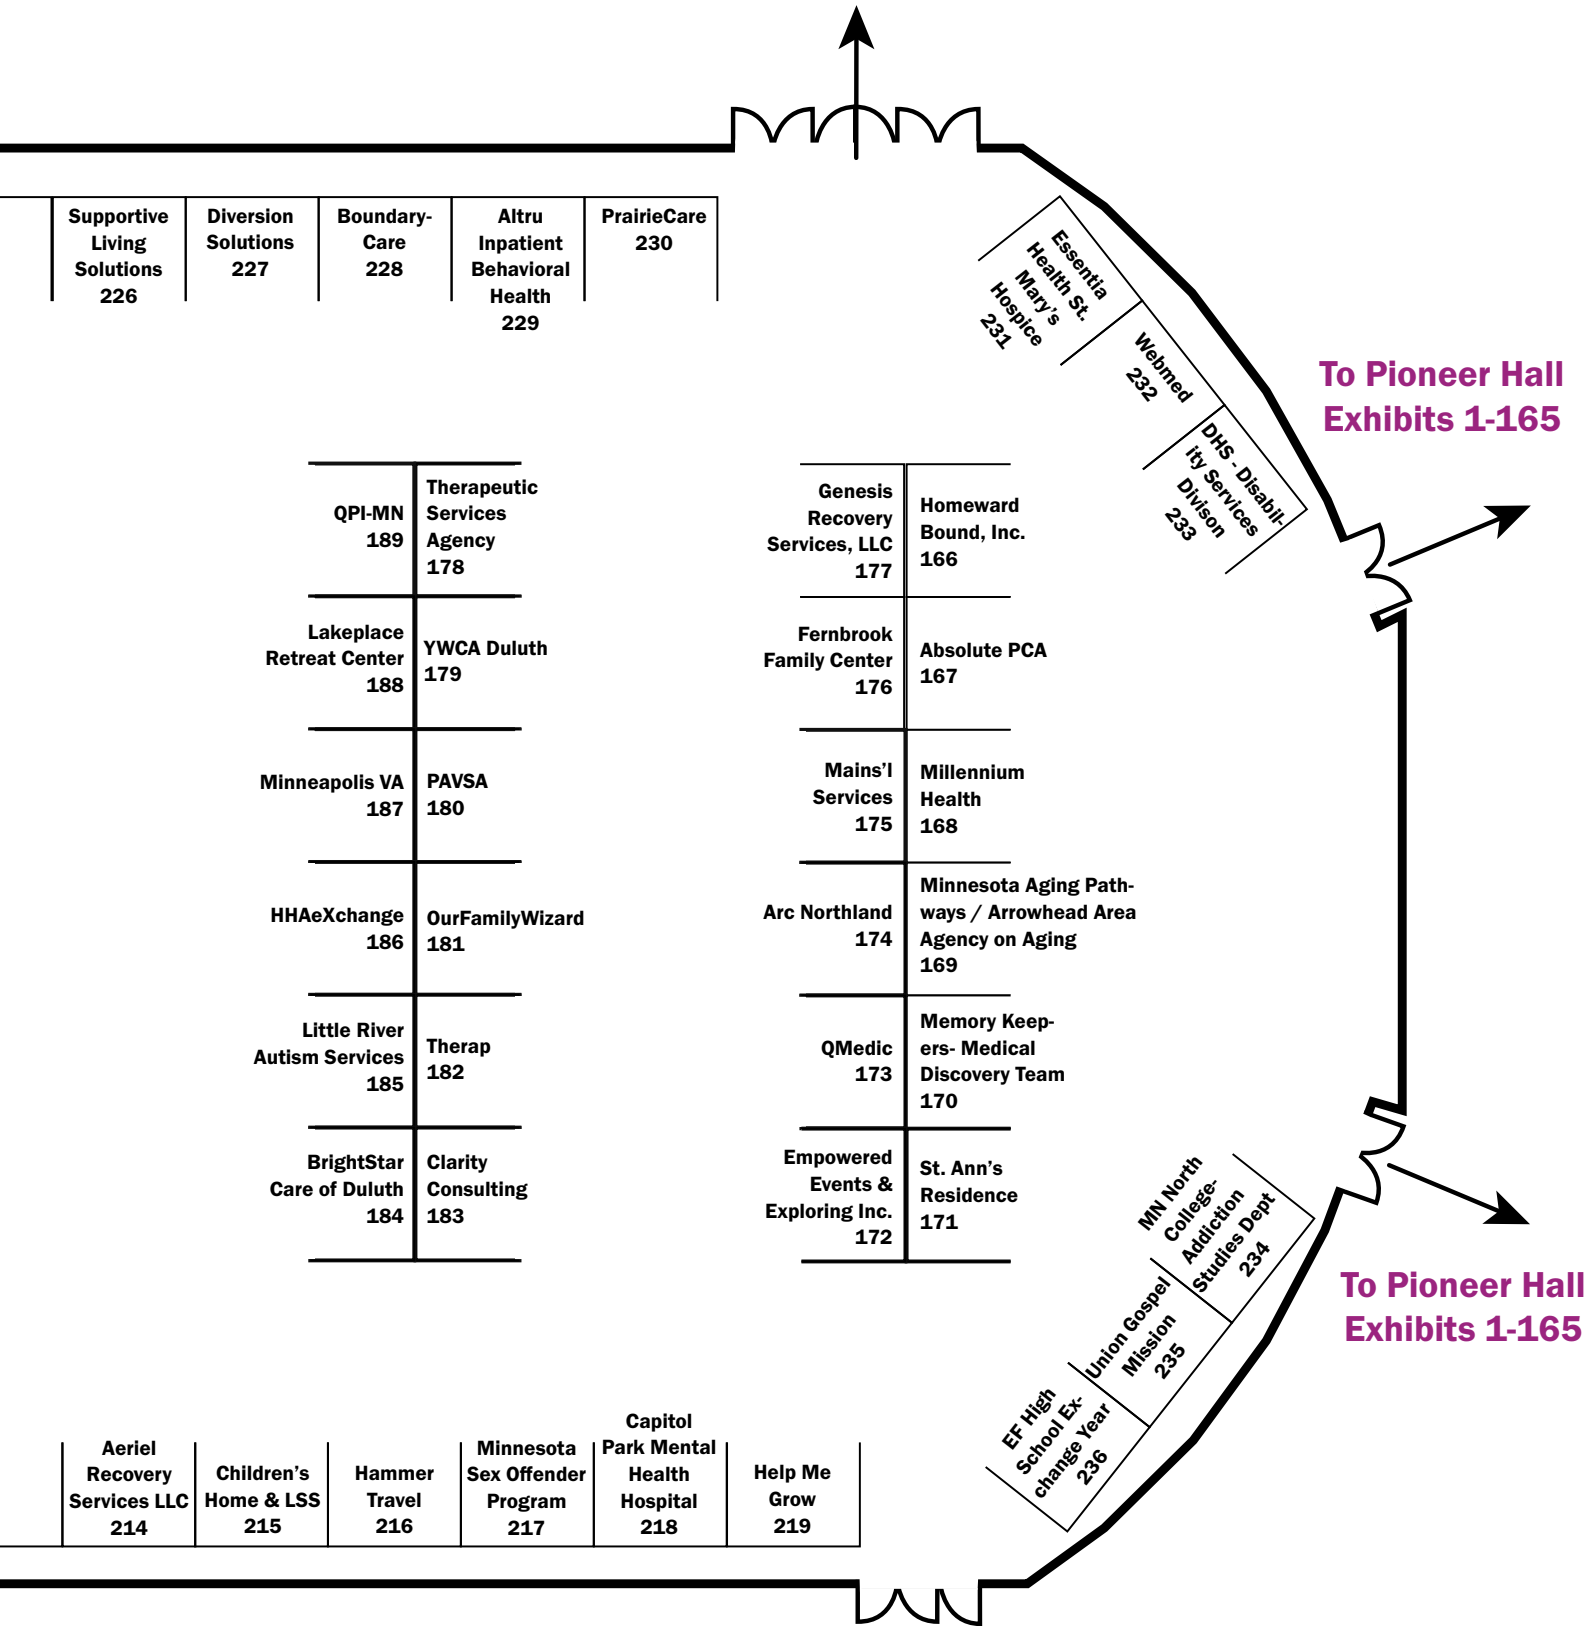 Supportive
Living
Solutions
226
Diversion
Solutions
227
Boundary-
Care
228
Altru
Inpatient
Behavioral
Health
229
PrairieCare
230
Essentia
Health St.
Mary's
Hospice
231
Webmed
232
DHS - Disabil-
ity Services
Divison
233
To Pioneer Hall
Exhibits 1-165
QPI-MN
189
Therapeutic
Services
Agency
178
Lakeplace
Retreat Center
188
YWCA Duluth
179
Minneapolis VA
187
PAVSA
180
HHAeXchange
186
OurFamilyWizard
181
Little River
Autism Services
185
Therap
182
BrightStar
Care of Duluth
184
Clarity
Consulting
183
Genesis
Recovery
Services, LLC
177
Homeward
Bound, Inc.
166
Fernbrook
Family Center
176
Absolute PCA
167
Mains'l
Services
175
Millennium
Health
168
Arc Northland
174
Minnesota Aging Path-
ways / Arrowhead Area
Agency on Aging
169
QMedic
173
Memory Keep-
ers- Medical
Discovery Team
170
Empowered
Events &
Exploring Inc.
172
St. Ann's
Residence
171
MN North
College-
Addiction
Studies Dept
234
Union Gospel
Mission
235
EF High
School Ex-
change Year
236
To Pioneer Hall
Exhibits 1-165
Aeriel
Recovery
Services LLC
214
Children's
Home & LSS
215
Hammer
Travel
216
Minnesota
Sex Offender
Program
217
Capitol
Park Mental
Health
Hospital
218
Help Me
Grow
219